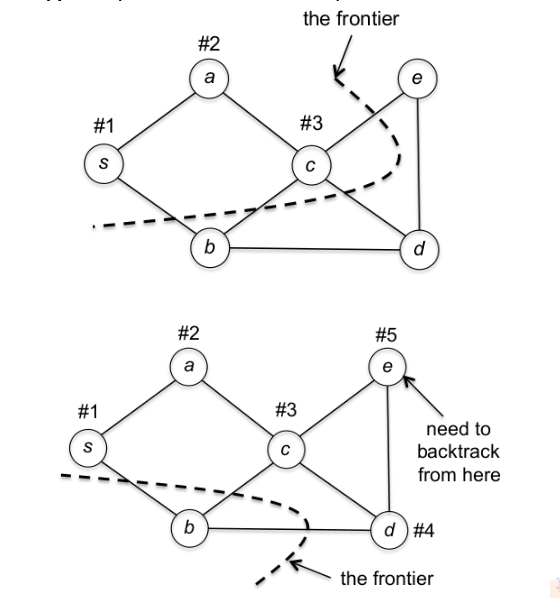 the frontier
#2
a
e
#1
#3
s
c
b
d
#2
#5
a
e
#1
#3
need to
backtrack
from here
s
c
b
d
#4
the frontier